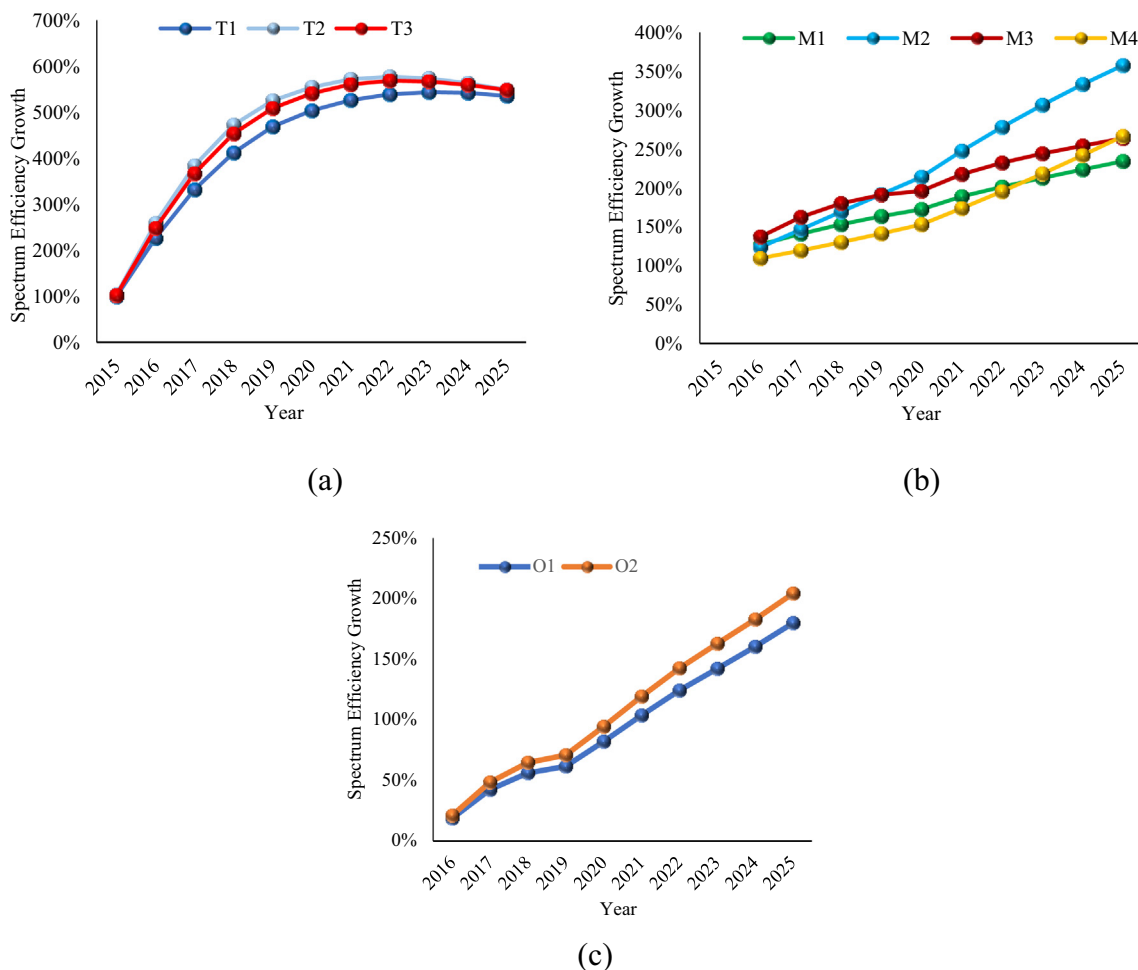 T1 T2 T3
Spectrum Efficiency Growth
700%
600%
500%
400%
300%
200%
100%
0%
2015 2016 2017 2018 2019 2020 2021 2022 2023 2024 2025
Year
(a)
M1 M2 M3 M4
Spectrum Efficiency Growth
400%
350%
300%
250%
200%
150%
100%
50%
0%
2015 2016 2017 2018 2019 2020 2021 2022 2023 2024 2025
Year
(b)
O1 O2
Spectrum Efficiency Growth
250%
200%
150%
100%
50%
0%
2016 2017 2018 2019 2020 2021 2022 2023 2024 2025
Year
(c)